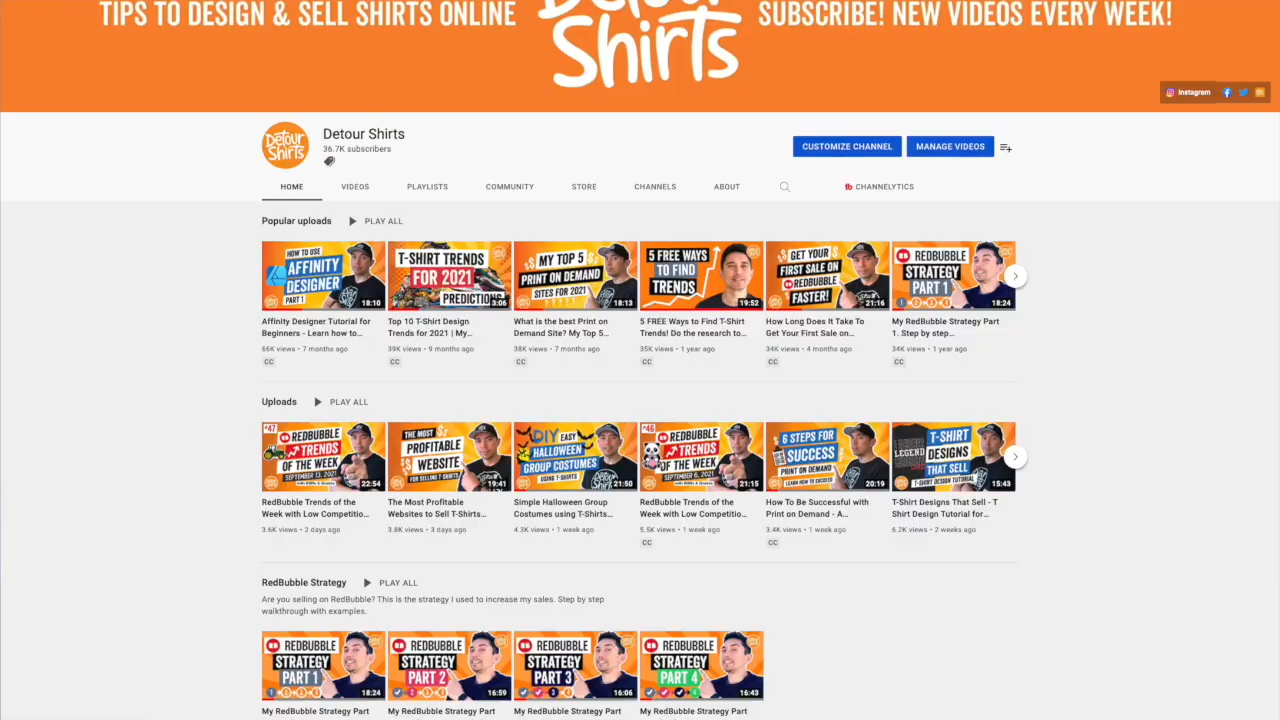 TIPS TO DESIGN & SELL SHIRTS ONLINE
Detour
Shirts
SUBSCRIBE! NEW VIDEOS EVERY WEEK!
Instagram
Detour Shirts
Detour Shirts
36.7K subscribers
CUSTOMIZE CHANNEL
MANAGE VIDEOS
HOME
VIDEOS
PLAYLISTS
COMMUNITY
STORE
CHANNELS
ABOUT
CHANNELYTICS
Popular uploads
PLAY ALL
HOW TO USE
AFFINITY
DESIGNER
PART 1
18:10
T-SHIRT TRENDS
FOR 2021
PREDICTIONS
3:06
MY TOP 5
PRINT ON DEMAND
SITES FOR 2021
18:13
5 FREE WAYS
TO FIND
TRENDS
19:52
GET YOUR
FIRST SALE ON
REDBUBBLE
FASTER!
21:16
REDBUBBLE
STRATEGY
PART 1
18:24
Affinity Designer Tutorial for
Beginners - Learn how to...
66K views • 7 months ago
CC
Top 10 T-Shirt Design
Trends for 2021 | My...
39K views • 9 months ago
CC
What is the best Print on
Demand Site? My Top 5...
38K views • 7 months ago
CC
5 FREE Ways to Find T-Shirt
Trends! Do the research to...
35K views • 1 year ago
CC
How Long Does It Take To
Get Your First Sale on...
34K views • 4 months ago
CC
My RedBubble Strategy Part
1. Step by step...
34K views • 1 year ago
CC
Uploads
PLAY ALL
#47
REDBUBBLE
TRENDS
OF THE WEEK
SEPTEMBER 13, 2021
22:54
THE MOST
PROFITABLE
WEBSITE
FOR SELLING T-SHIRTS
19:41
DIY EASY
HALLOWEEN
GROUP COSTUMES
USING T-SHIRTS
21:50
#46
REDBUBBLE
TRENDS
OF THE WEEK
SEPTEMBER 6, 2021
21:15
6 STEPS FOR
SUCCESS
PRINT ON DEMAND
LEARN HOW TO SUCCEED
20:19
LEGEND
T-SHIRT
DESIGNS
THAT SELL
T-SHIRT DESIGN TUTORIAL
15:43
RedBubble Trends of the
Week with Low Competitio...
3.6K views • 2 days ago
The Most Profitable
Websites to Sell T-Shirts...
3.8K views • 3 days ago
Simple Halloween Group
Costumes using T-Shirts...
4.3K views • 1 week ago
RedBubble Trends of the
Week with Low Competitio...
5.5K views • 1 week ago
CC
How To Be Successful with
Print on Demand - A...
3.4K views • 1 week ago
CC
T-Shirt Designs That Sell - T
Shirt Design Tutorial for...
6.2K views • 2 weeks ago
RedBubble Strategy
PLAY ALL
Are you selling on RedBubble? This is the strategy I used to increase my sales. Step by step
walkthrough with examples.
REDBUBBLE
STRATEGY
PART 1
18:24
REDBUBBLE
STRATEGY
PART 2
16:59
REDBUBBLE
STRATEGY
PART 3
16:06
REDBUBBLE
STRATEGY
PART 4
16:43
My RedBubble Strategy Part
My RedBubble Strategy Part
My RedBubble Strategy Part
My RedBubble Strategy Part